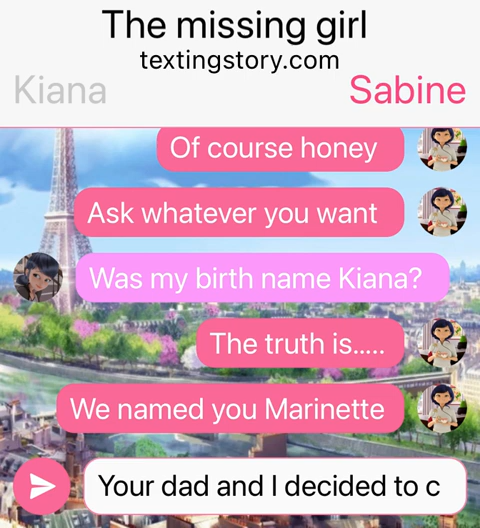 The missing girl
textingstory.com
Kiana
Sabine
Of course honey
Ask whatever you want
Was my birth name Kiana?
The truth is.....
We named you Marinette
Your dad and I decided to c